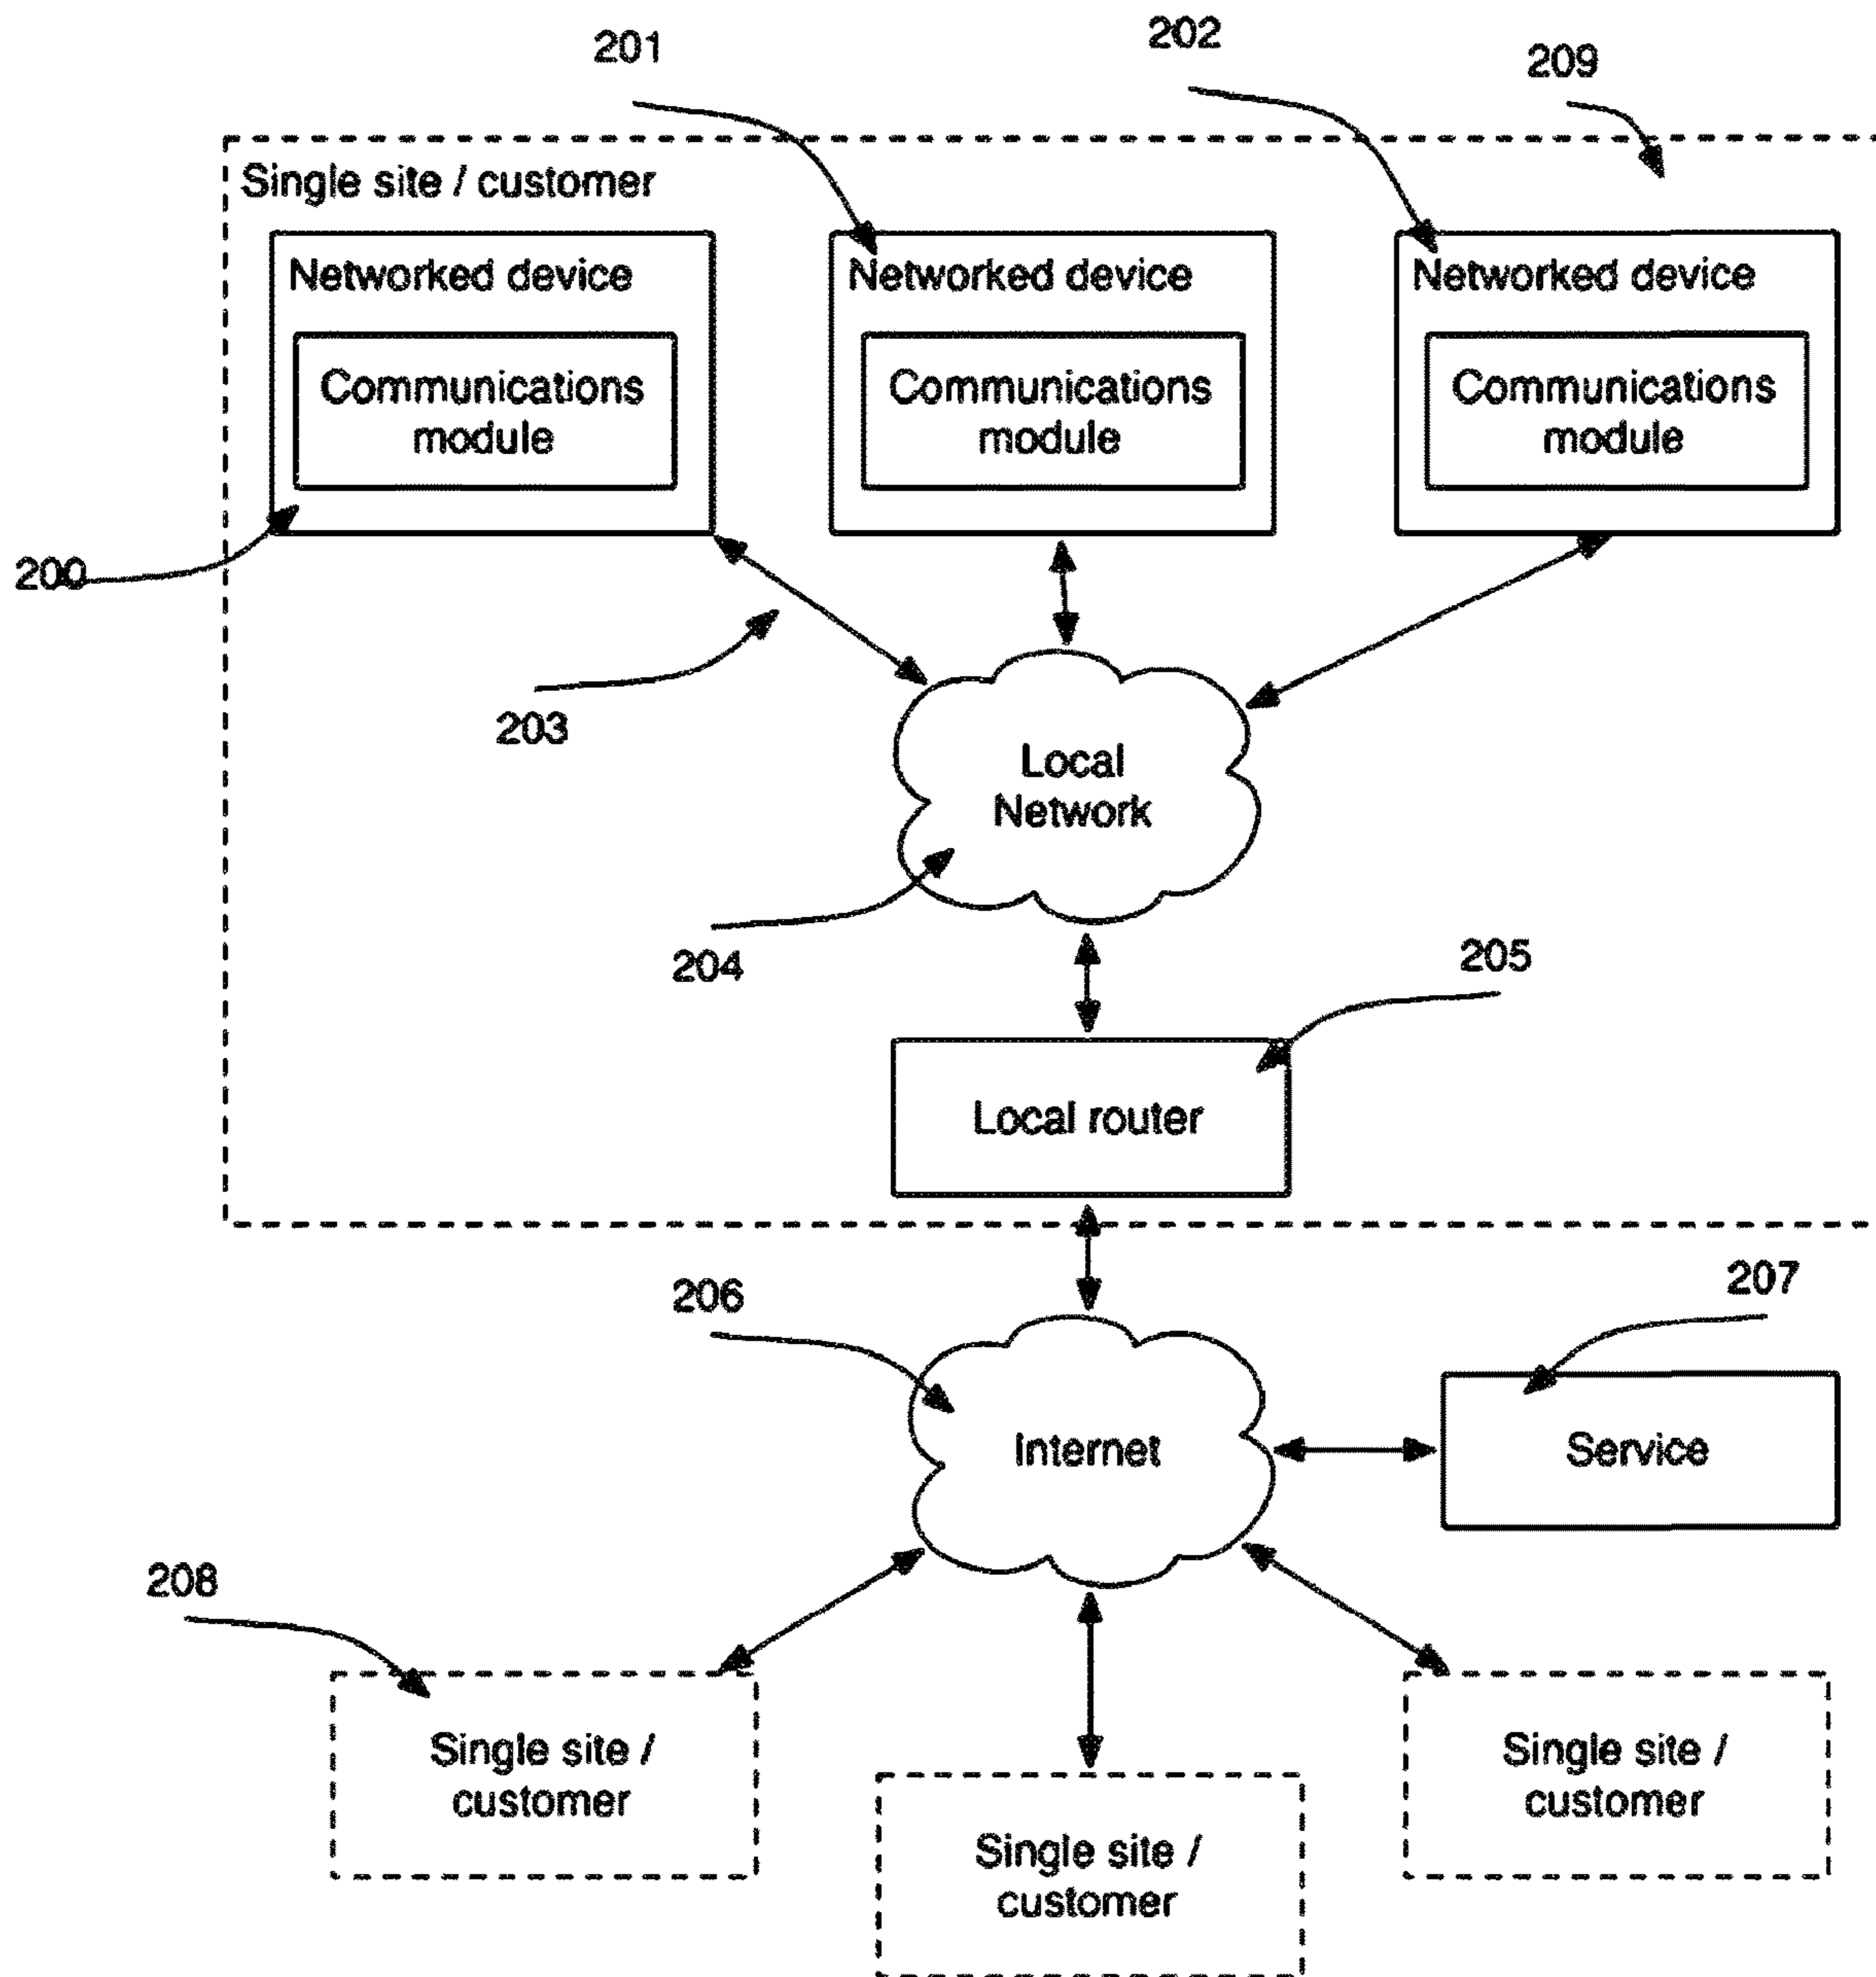 201
202
209
Single site / customer
Networked device
Networked device
Networked device
Communications
module
Communications
module
Communications
module
200
203
Local
Network
204
205
Local router
206
207
Internet
Service
208
Single site /
customer
Single site /
customer
Single site /
customer